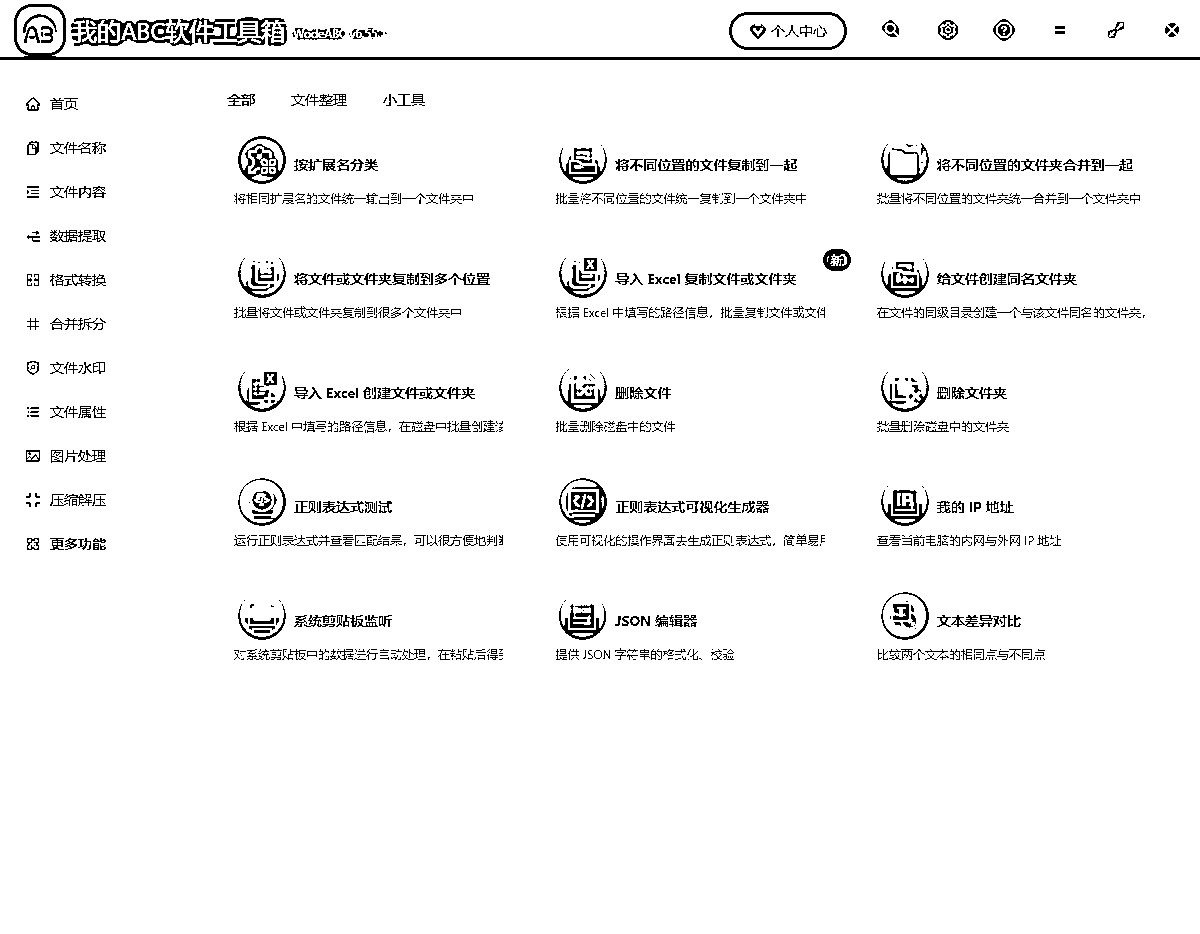 我的ABC软件工具箱
个人中心
首页
文件名称
文件内容
数据提取
格式转换
合并拆分
文件水印
文件属性
图片处理
压缩解压
更多功能
全部 文件整理 小工具
按扩展名分类
将相同扩展名的文件统一输出到一个文件夹中
将不同位置的文件复制到一起
批量将不同位置的文件统一复制到一个文件夹中
将不同位置的文件夹合并到一起
批量将不同位置的文件夹统一合并到一个文件夹中
将文件或文件夹复制到多个位置
批量将文件或文件夹复制到很多个文件夹中
导入 Excel 复制文件或文件夹
新
根据 Excel 中填写的路径信息，批量复制文件或文件
给文件创建同名文件夹
在文件的同级目录创建一个与该文件同名的文件夹，
导入 Excel 创建文件或文件夹
根据 Excel 中填写的路径信息，在磁盘中批量创建
删除文件
批量删除磁盘中的文件
删除文件夹
批量删除磁盘中的文件夹
正则表达式测试
运行正则表达式并查看匹配结果，可以很方便地判
正则表达式可视化生成器
使用可视化的操作界面去生成正则表达式，简单易
我的 IP 地址
查看当前电脑的内网与外网 IP 地址
系统剪贴板监听
对系统剪贴板中的数据进行自动处理，在粘贴后得
JSON 编辑器
提供 JSON 字符串的格式化、校验
文本差异对比
比较两个文本的相同点与不同点